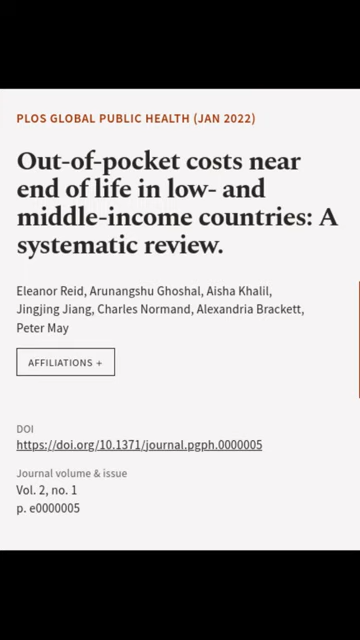 PLOS GLOBAL PUBLIC HEALTH (JAN 2022)
Out-of-pocket costs near
end of life in low- and
middle-income countries: A
systematic review.
Eleanor Reid, Arunangshu Ghoshal, Aisha Khalil,
Jingjing Jiang, Charles Normand, Alexandria Brackett,
Peter May
AFFILIATIONS +
DOI
https://doi.org/10.1371/journal.pgph.0000005
Journal volume & issue
Vol. 2, no. 1
p. e0000005